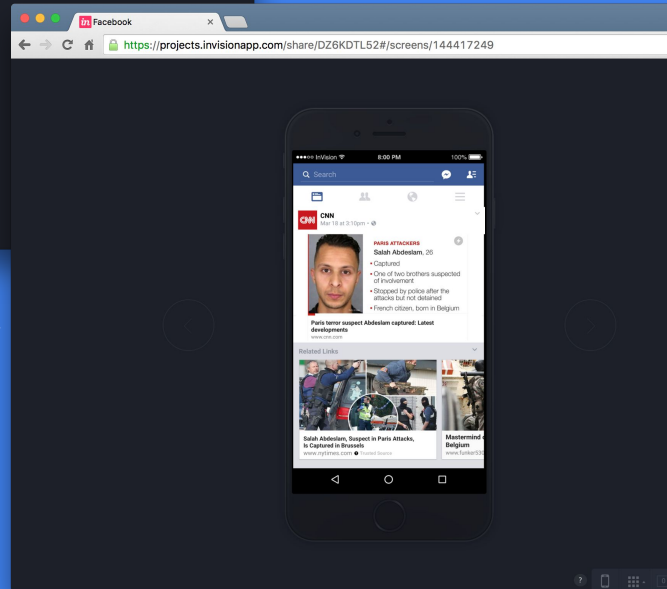 in Facebook
https://projects.invisionapp.com/share/DZ6KDTL52#/screens/144417249
InVision 8:00 PM 100%
Search
CNN CNN
Mar 18 at 3:10pm •
PARIS ATTACKERS
Salah Abdeslam, 26
• Captured
• One of two brothers suspected
of involvement
• Stopped by police after the
attacks but not detained
• French citizen, born in Belgium
Paris terror suspect Abdeslam captured: Latest
developments
www.cnn.com
Related Links
Salah Abdeslam, Suspect in Paris Attacks,
Is Captured in Brussels
www.nytimes.com Trusted Source
Mastermind
Belgium
www.funker530
?